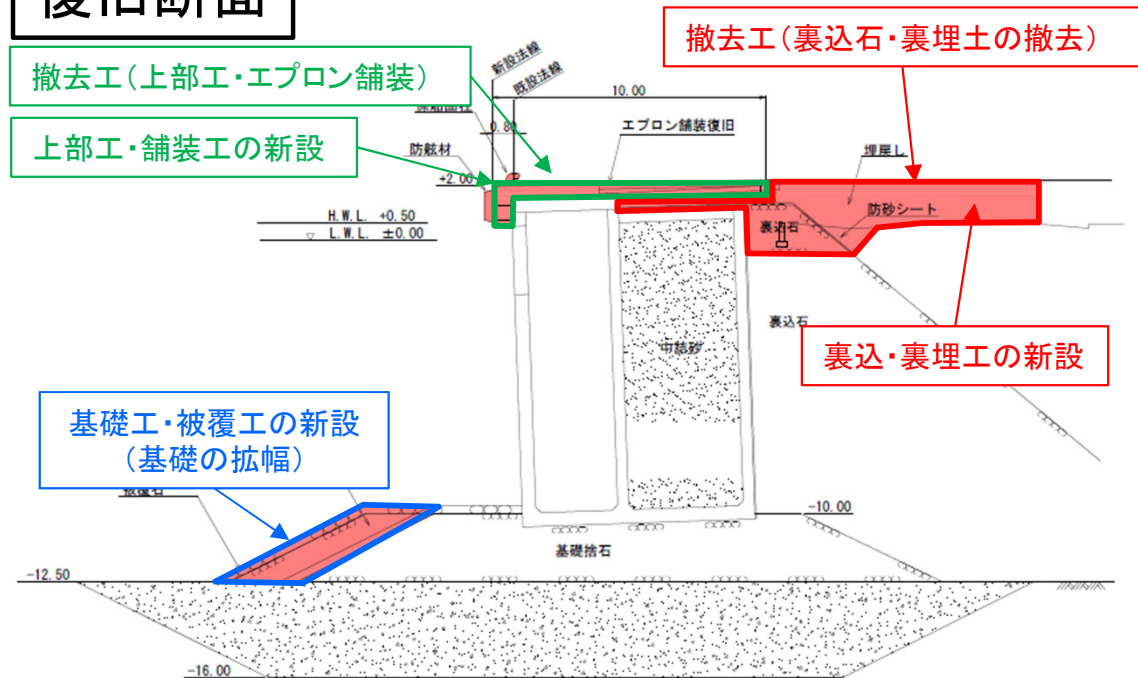 復旧断面
撤去工(上部工・エプロン舗装)
上部工・舗装工の新設
撤去工(裏込石・裏埋土の撤去)
新設法線
既設法線
10.00
0.80
エプロン舗装復旧
防舷材
+2.00
埋戻し
防砂シート
裏込石
H.W.L. +0.50
L.W.L. ±0.00
裏込石
中詰砂
裏込・裏埋工の新設
基礎工・被覆工の新設
(基礎の拡幅)
被覆石
-10.00
基礎捨石
-12.50
-16.00